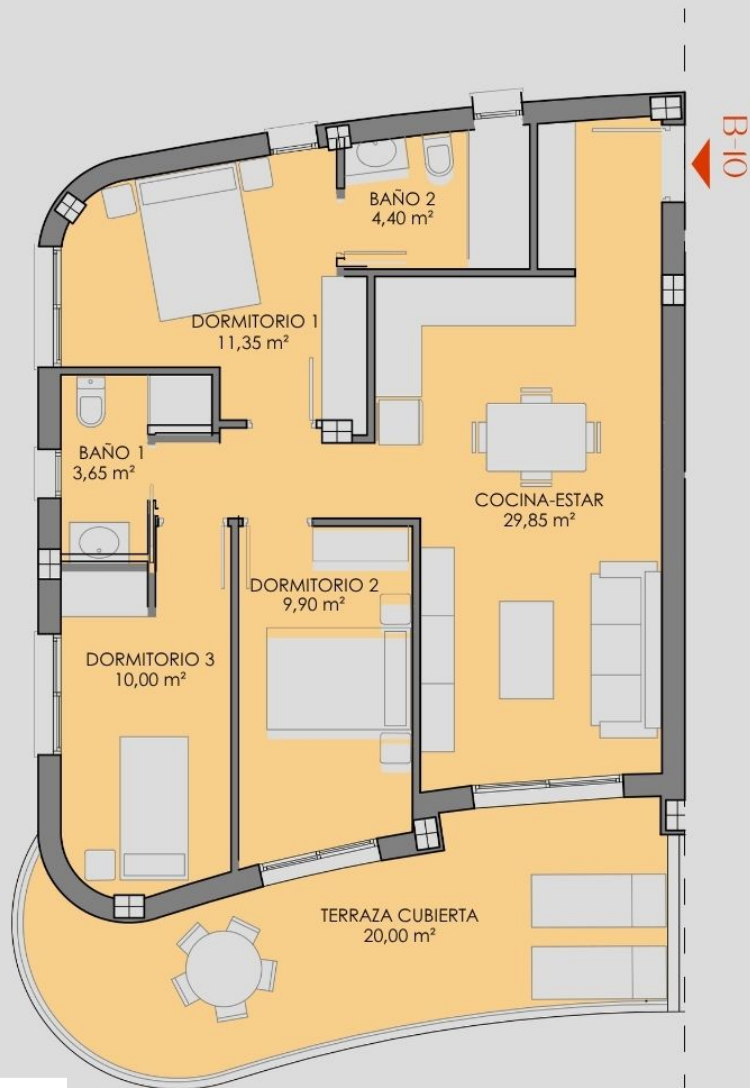 B-10
BAÑO 2
4,40 m²
DORMITORIO 1
11,35 m²
BAÑO 1
3,65 m²
COCINA-ESTAR
29,85 m²
DORMITORIO 2
9,90 m²
DORMITORIO 3
10,00 m²
TERRAZA CUBIERTA
20,00 m²